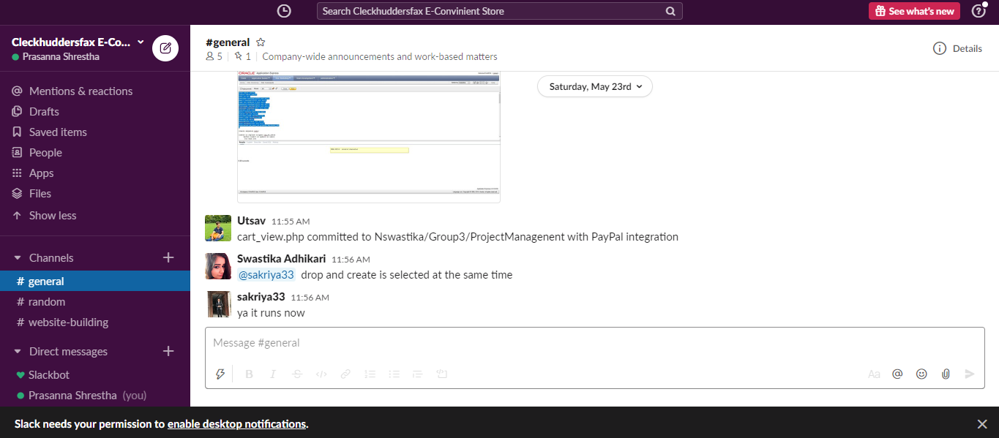 Search Cleckhuddersfax E-Convinient Store
See what's new
Cleckhuddersfax E-Co...
Prasanna Shrestha
Mentions & reactions
Drafts
Saved items
People
Apps
Files
Show less
Channels
# general
# random
# website-building
Direct messages
Slackbot
Prasanna Shrestha (you)
#general
5 1 Company-wide announcements and work-based matters
Details
Saturday, May 23rd
ORACLE Application Express
Utsav 11:55 AM
cart_view.php committed to Nswastika/Group3/ProjectManagenent with PayPal integration
Swastika Adhikari 11:56 AM
@sakriya33 drop and create is selected at the same time
sakriya33 11:56 AM
ya it runs now
Message #general
B I S </>
Aa @
Slack needs your permission to enable desktop notifications.